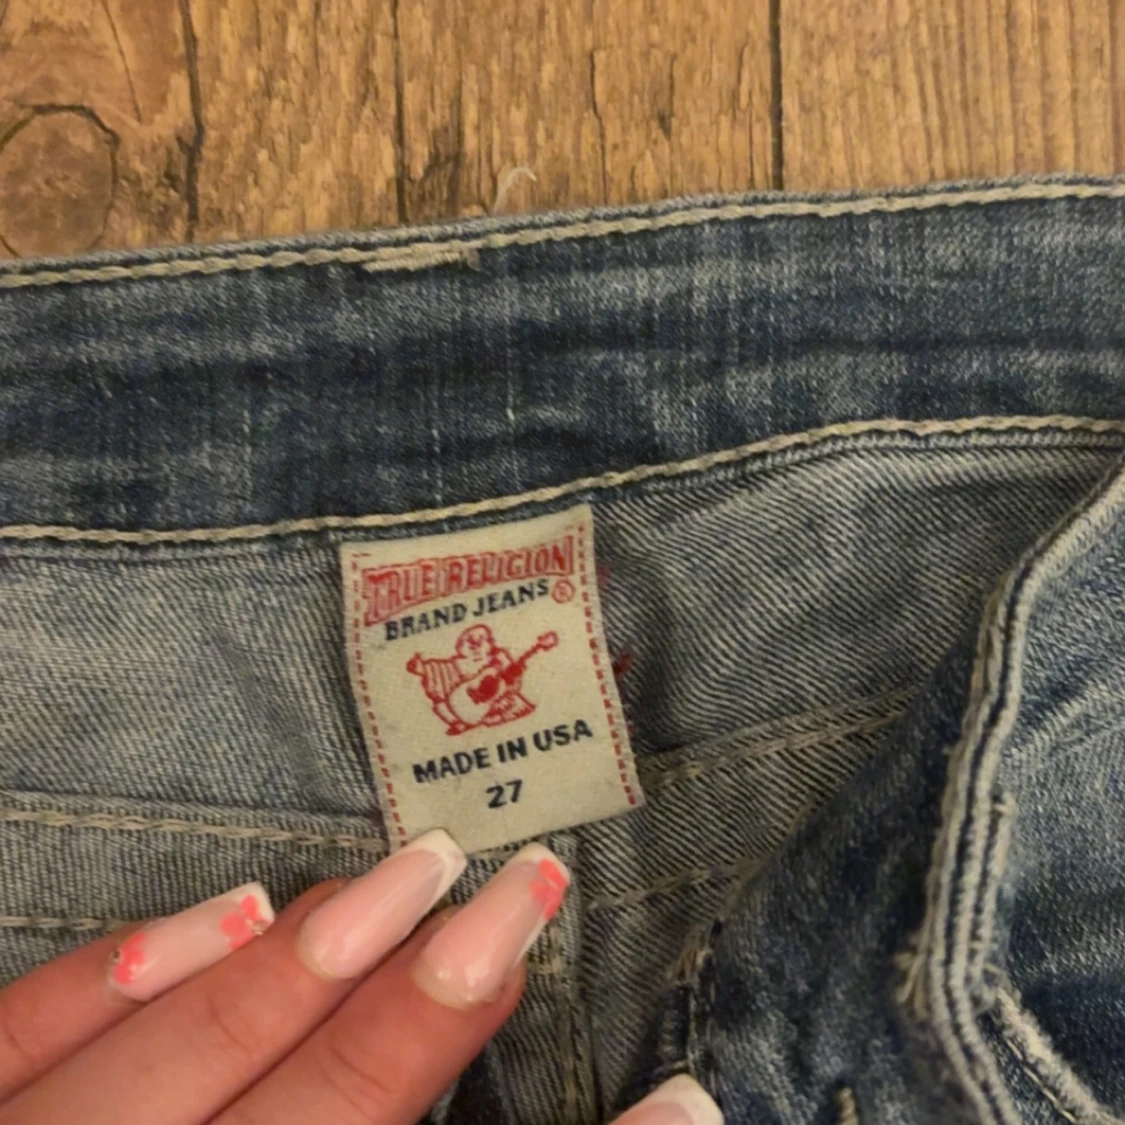 TRUE RELIGION
BRAND JEANS ®
MADE IN USA
27